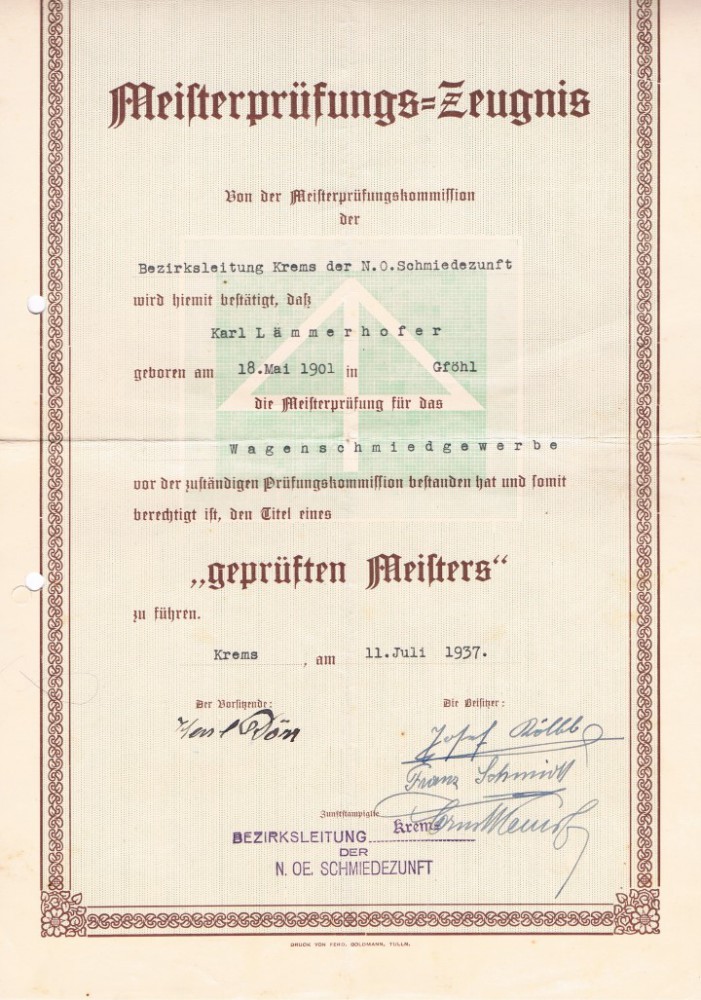 Meisterprüfungs-Zeugnis
Von der Meisterprüfungskommission
der
Bezirksleitung Krems der N.O.Schmiedezunft
wird hiemit bestätigt, daß
Karl Lämmerhofer
geboren am 18.Mai 1901 in Gföhl
die Meisterprüfung für das
Wagenschmiedgewerbe
vor der zuständigen Prüfungskommission bestanden hat und somit
berechtigt ist, den Titel eines
„geprüften Meisters“
zu führen.
Krems, am 11.Juli 1937.
Der Vorsitzende: Die Beisitzer:
Karl
Josef
Franz Schmidt
Zunftstampiglie
BEZIRKSLEITUNG Krems
DER
N. OE. SCHMIEDEZUNFT
DRUCK VON FERD. GOLDMANN, TULLN.